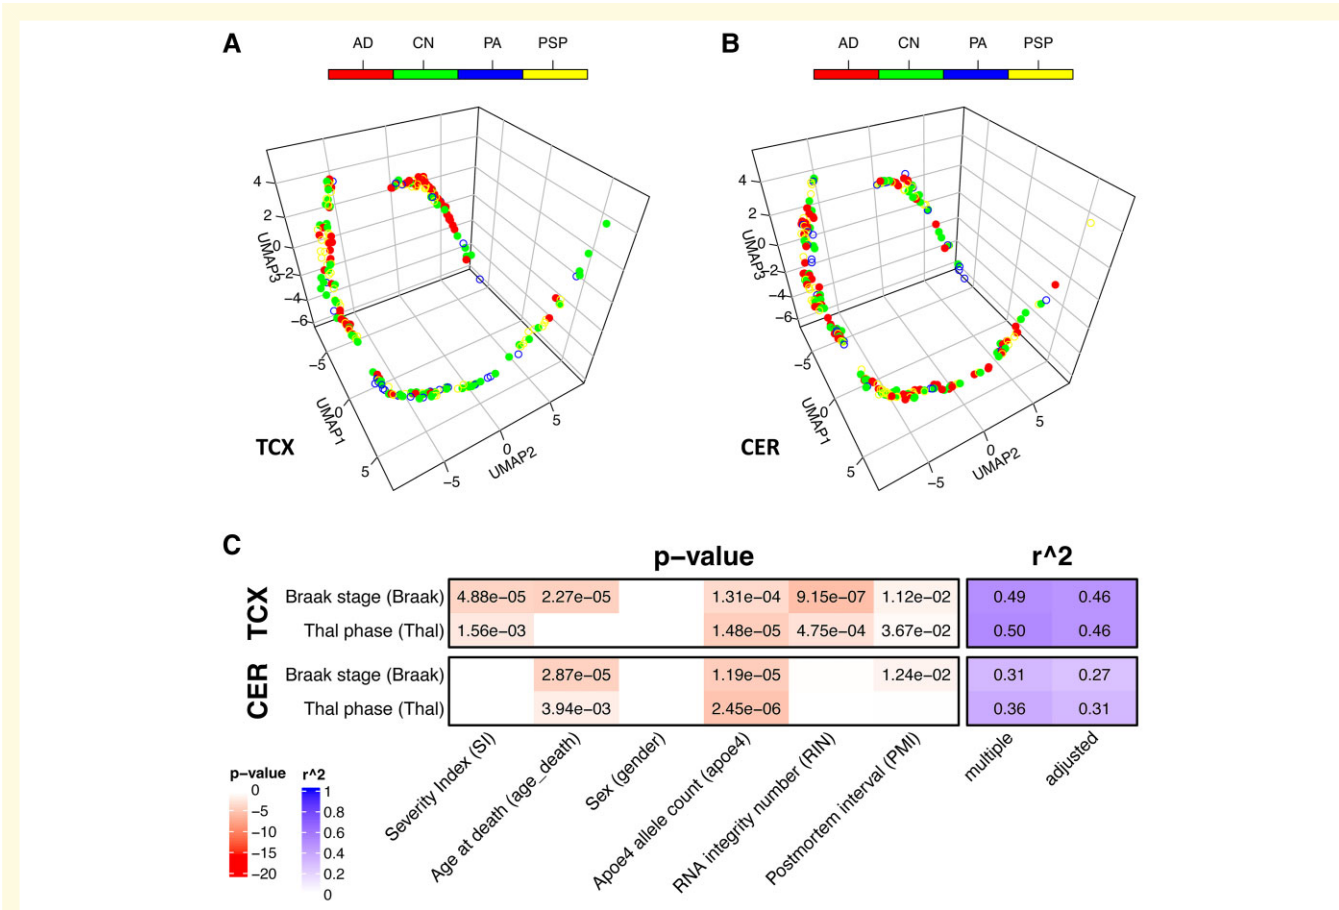 A
AD CN PA PSP
4
2
0
−2
−4
−6
UMAP3
−5
0
5
UMAP1
−5
0
5
UMAP2
TCX
B
AD CN PA PSP
4
2
0
−2
−4
−6
UMAP3
−5
0
5
UMAP1
−5
0
5
UMAP2
CER
C
p−value r^2
TCX
Braak stage (Braak) 4.88e−05 2.27e−05 1.31e−04 9.15e−07 1.12e−02 0.49 0.46
Thal phase (Thal) 1.56e−03 1.48e−05 4.75e−04 3.67e−02 0.50 0.46
CER
Braak stage (Braak) 2.87e−05 1.19e−05 1.24e−02 0.31 0.27
Thal phase (Thal) 3.94e−03 2.45e−06 0.36 0.31
Severity Index (SI)
Age at death (age_death)
Sex (gender)
Apoe4 allele count (apoe4)
RNA integrity number (RIN)
Postmortem interval (PMI)
multiple
adjusted
p−value
0
−5
−10
−15
−20
r^2
1
0.8
0.6
0.4
0.2
0